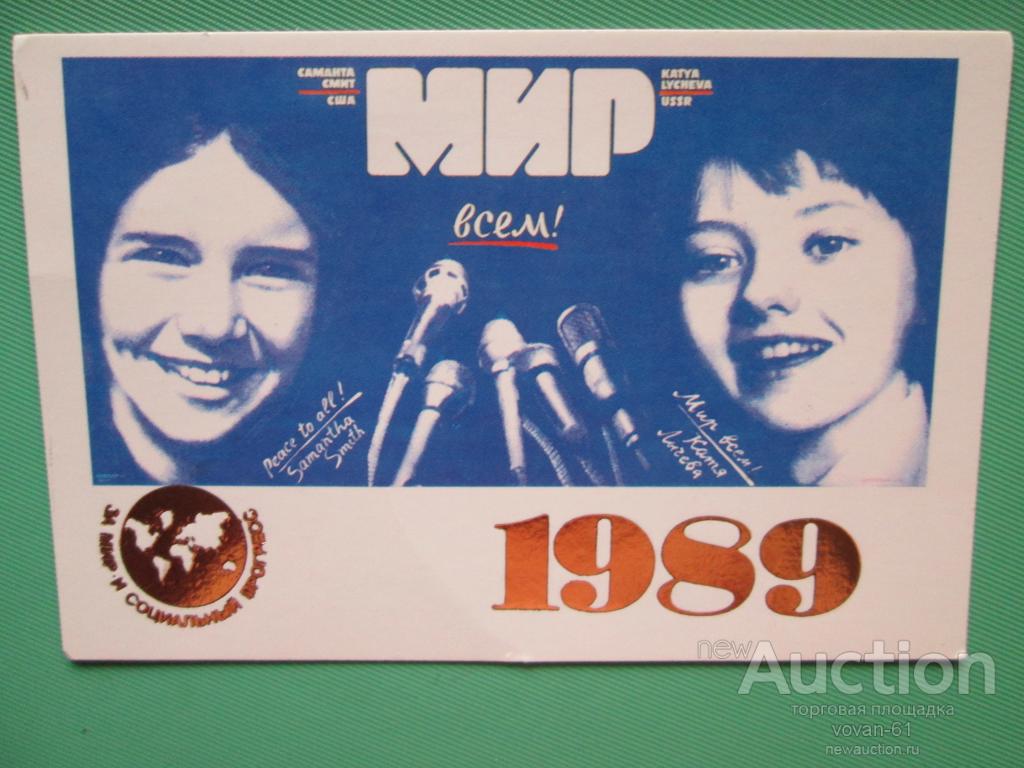 САМАНТА
СМИТ
США
МИР
KATYA
LYCHEVA
USSR
всем!
Peace to all!
Samantha
Smith
Мир всем!
Катя
Лычева
ЗА МИР · И СОЦИАЛЬНЫЙ ПРОГРЕСС
1989
newAuction
торговая площадка
vovan-61
newauction.ru